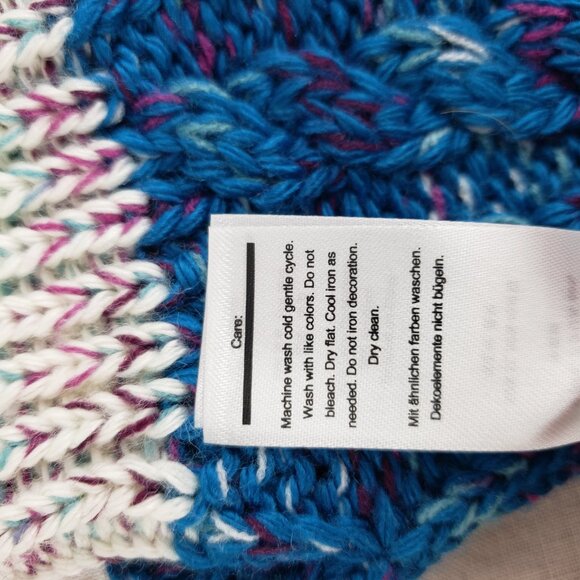 Care:
Machine wash cold gentle cycle.
Wash with like colors. Do not
bleach. Dry flat. Cool iron as
needed. Do not iron decoration.
Dry clean.
Mit ähnlichen farben waschen.
Dekoelemente nicht bügeln.